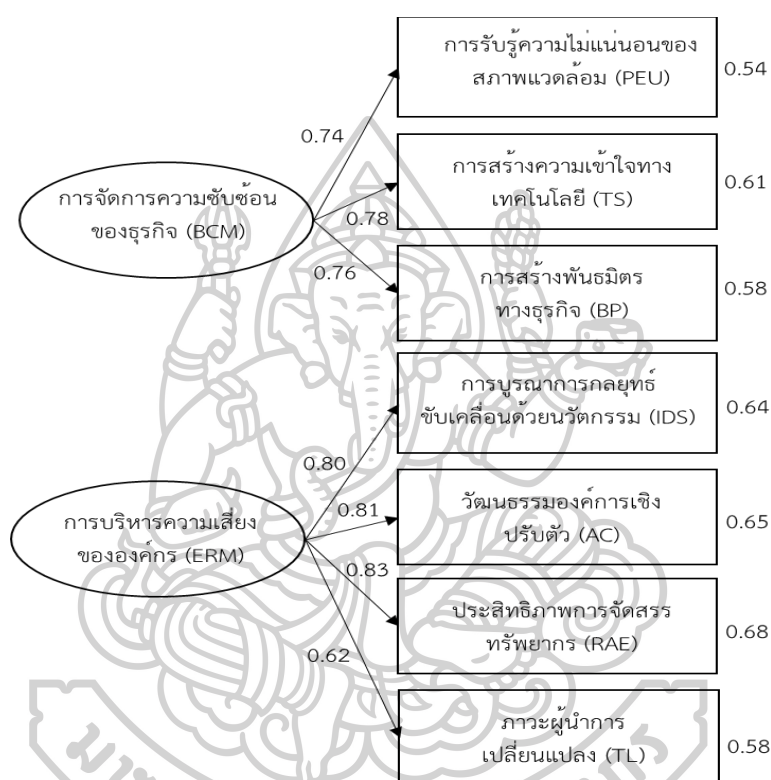 การรับรู้ความไม่แน่นอนของ
สภาพแวดล้อม (PEU)
0.54
0.74
การสร้างความเข้าใจทาง
เทคโนโลยี (TS)
0.61
การจัดการความซับซ้อน
ของธุรกิจ (BCM)
0.78
0.76
การสร้างพันธมิตร
ทางธุรกิจ (BP)
0.58
การบูรณาการกลยุทธ์
ขับเคลื่อนด้วยนวัตกรรม (IDS)
0.64
0.80
วัฒนธรรมองค์การเชิง
ปรับตัว (AC)
0.65
0.81
การบริหารความเสี่ยง
ขององค์กร (ERM)
0.83
ประสิทธิภาพการจัดสรร
ทรัพยากร (RAE)
0.68
0.62
ภาวะผู้นำการ
เปลี่ยนแปลง (TL)
0.58